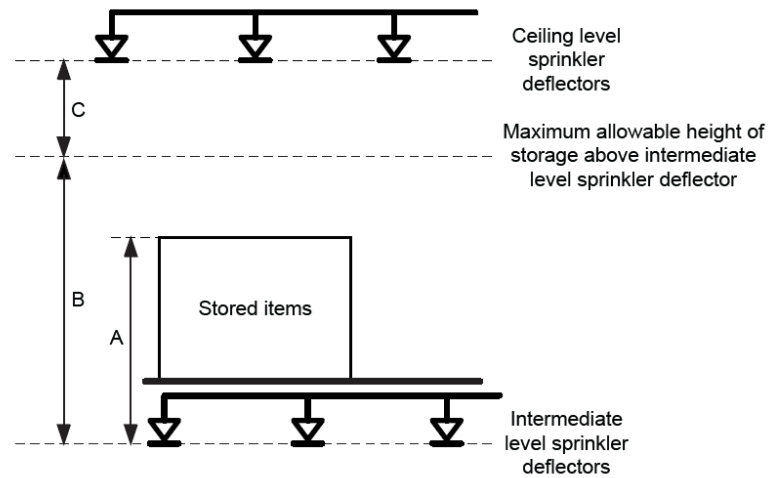 Ceiling level
sprinkler
deflectors
C
Maximum allowable height of
storage above intermediate
level sprinkler deflector
B
A
Stored items
Intermediate
level sprinkler
deflectors